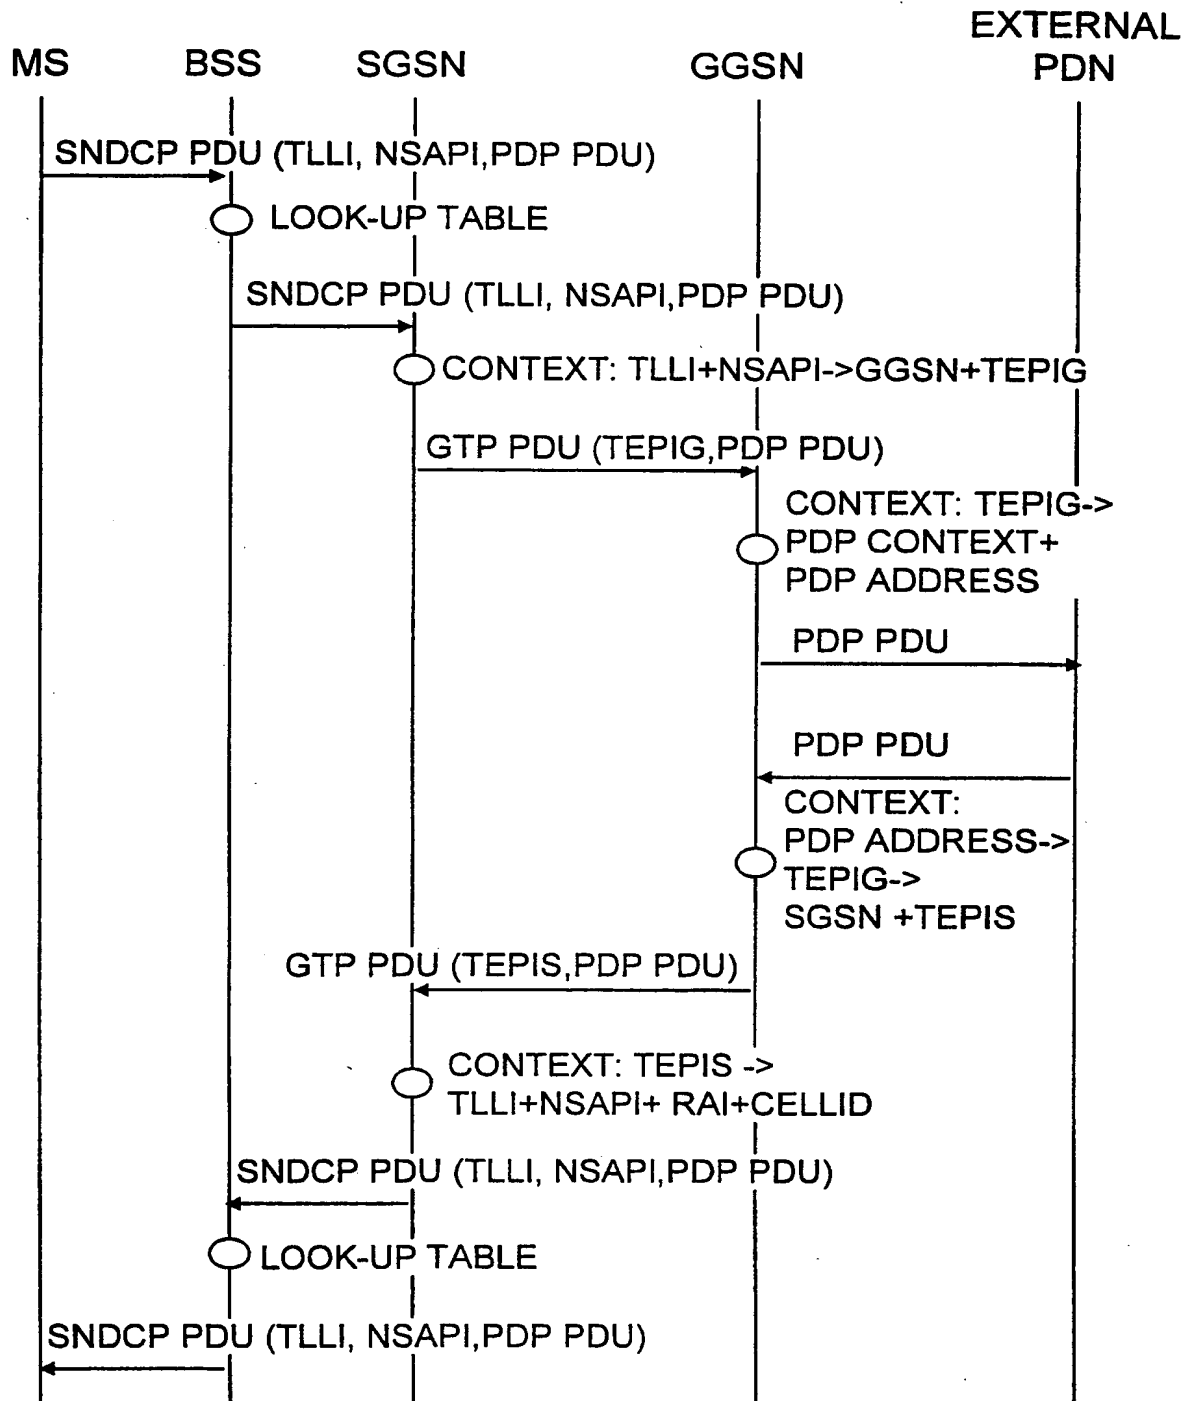 EXTERNAL
MS BSS SGSN GGSN PDN
SNDCP PDU (TLLI, NSAPI,PDP PDU)
LOOK-UP TABLE
SNDCP PDU (TLLI, NSAPI,PDP PDU)
CONTEXT: TLLI+NSAPI->GGSN+TEPIG
GTP PDU (TEPIG,PDP PDU)
CONTEXT: TEPIG->
PDP CONTEXT+
PDP ADDRESS
PDP PDU
PDP PDU
CONTEXT:
PDP ADDRESS->
TEPIG->
SGSN +TEPIS
GTP PDU (TEPIS,PDP PDU)
CONTEXT: TEPIS ->
TLLI+NSAPI+ RAI+CELLID
SNDCP PDU (TLLI, NSAPI,PDP PDU)
LOOK-UP TABLE
SNDCP PDU (TLLI, NSAPI,PDP PDU)